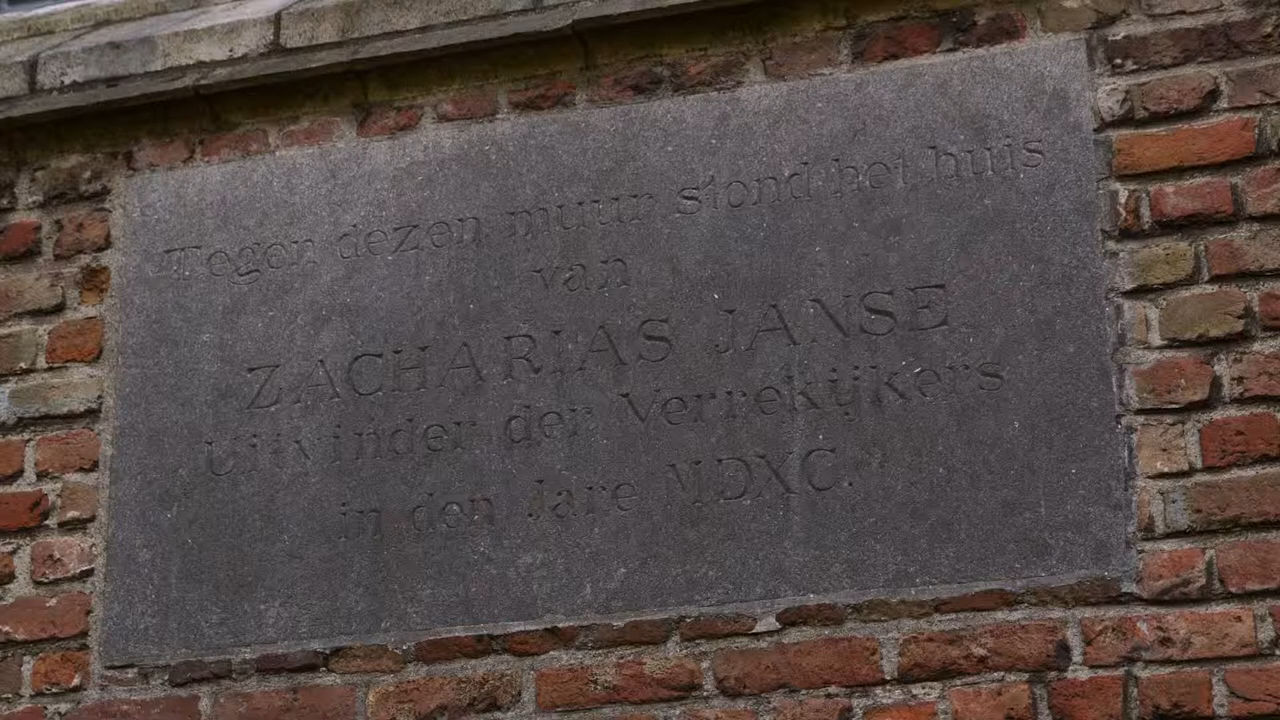 Tegen dezen muur stond het huis
van
ZACHARIAS JANSE
Uitvinder der Verrekijkers
in den Jare MDXC.